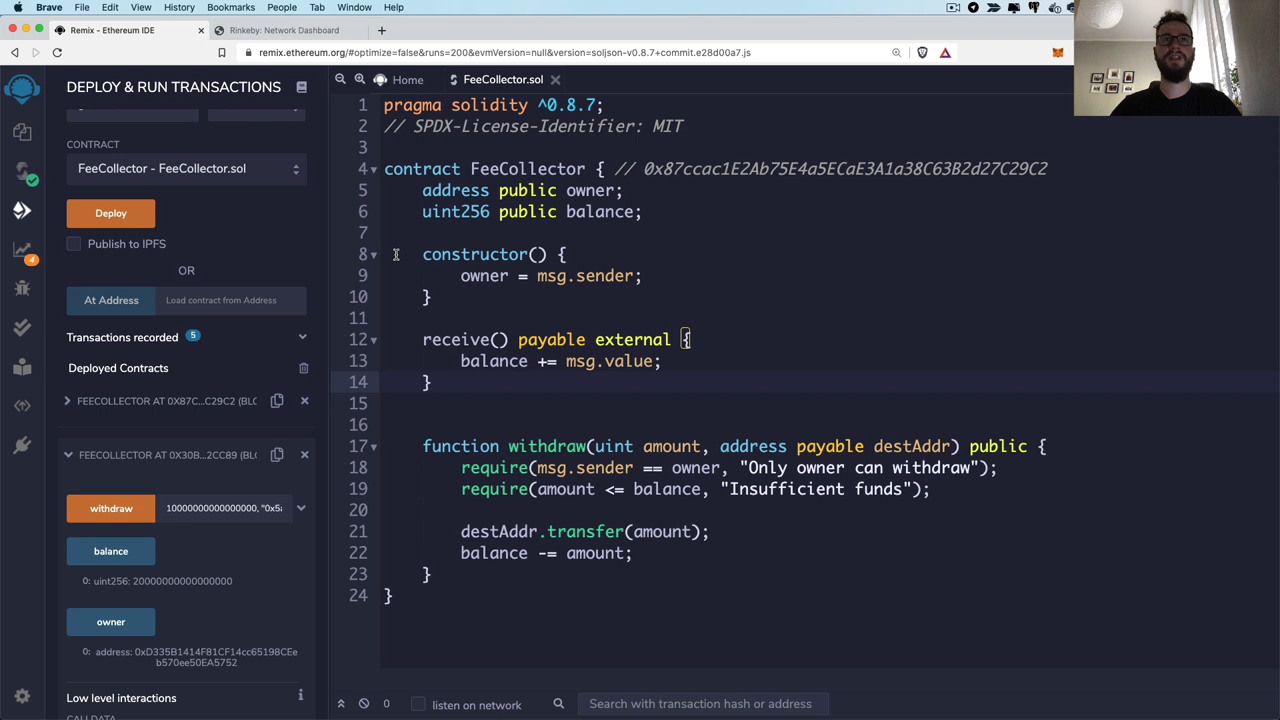 Brave File Edit View History Bookmarks People Tab Window Help
Remix - Ethereum IDE
Rinkeby: Network Dashboard
remix.ethereum.org/#optimize=false&runs=200&evmVersion=null&version=soljson-v0.8.7+commit.e28d00a7.js
DEPLOY & RUN TRANSACTIONS
CONTRACT
FeeCollector - FeeCollector.sol
Deploy
Publish to IPFS
OR
At Address Load contract from Address
Transactions recorded 5
Deployed Contracts
FEECOLLECTOR AT 0X87C...C29C2 (BLC
FEECOLLECTOR AT 0X30B...2CC89 (BLC
withdraw 10000000000000000, "0x5a
balance
0: uint256: 20000000000000000
owner
0: address: 0xD335B1414F81CF14cc65198CEe
b570ee50EA5752
Low level interactions
CALLDATA
4
Home FeeCollector.sol
1 pragma solidity ^0.8.7;
2 // SPDX-License-Identifier: MIT
3
4 contract FeeCollector { // 0x87ccac1E2Ab75E4a5ECaE3A1a38C63B2d27C29C2
5 address public owner;
6 uint256 public balance;
7
8 constructor() {
9 owner = msg.sender;
10 }
11
12 receive() payable external {
13 balance += msg.value;
14 }
15
16
17 function withdraw(uint amount, address payable destAddr) public {
18 require(msg.sender == owner, "Only owner can withdraw");
19 require(amount <= balance, "Insufficient funds");
20
21 destAddr.transfer(amount);
22 balance -= amount;
23 }
24 }
0 listen on network Search with transaction hash or address